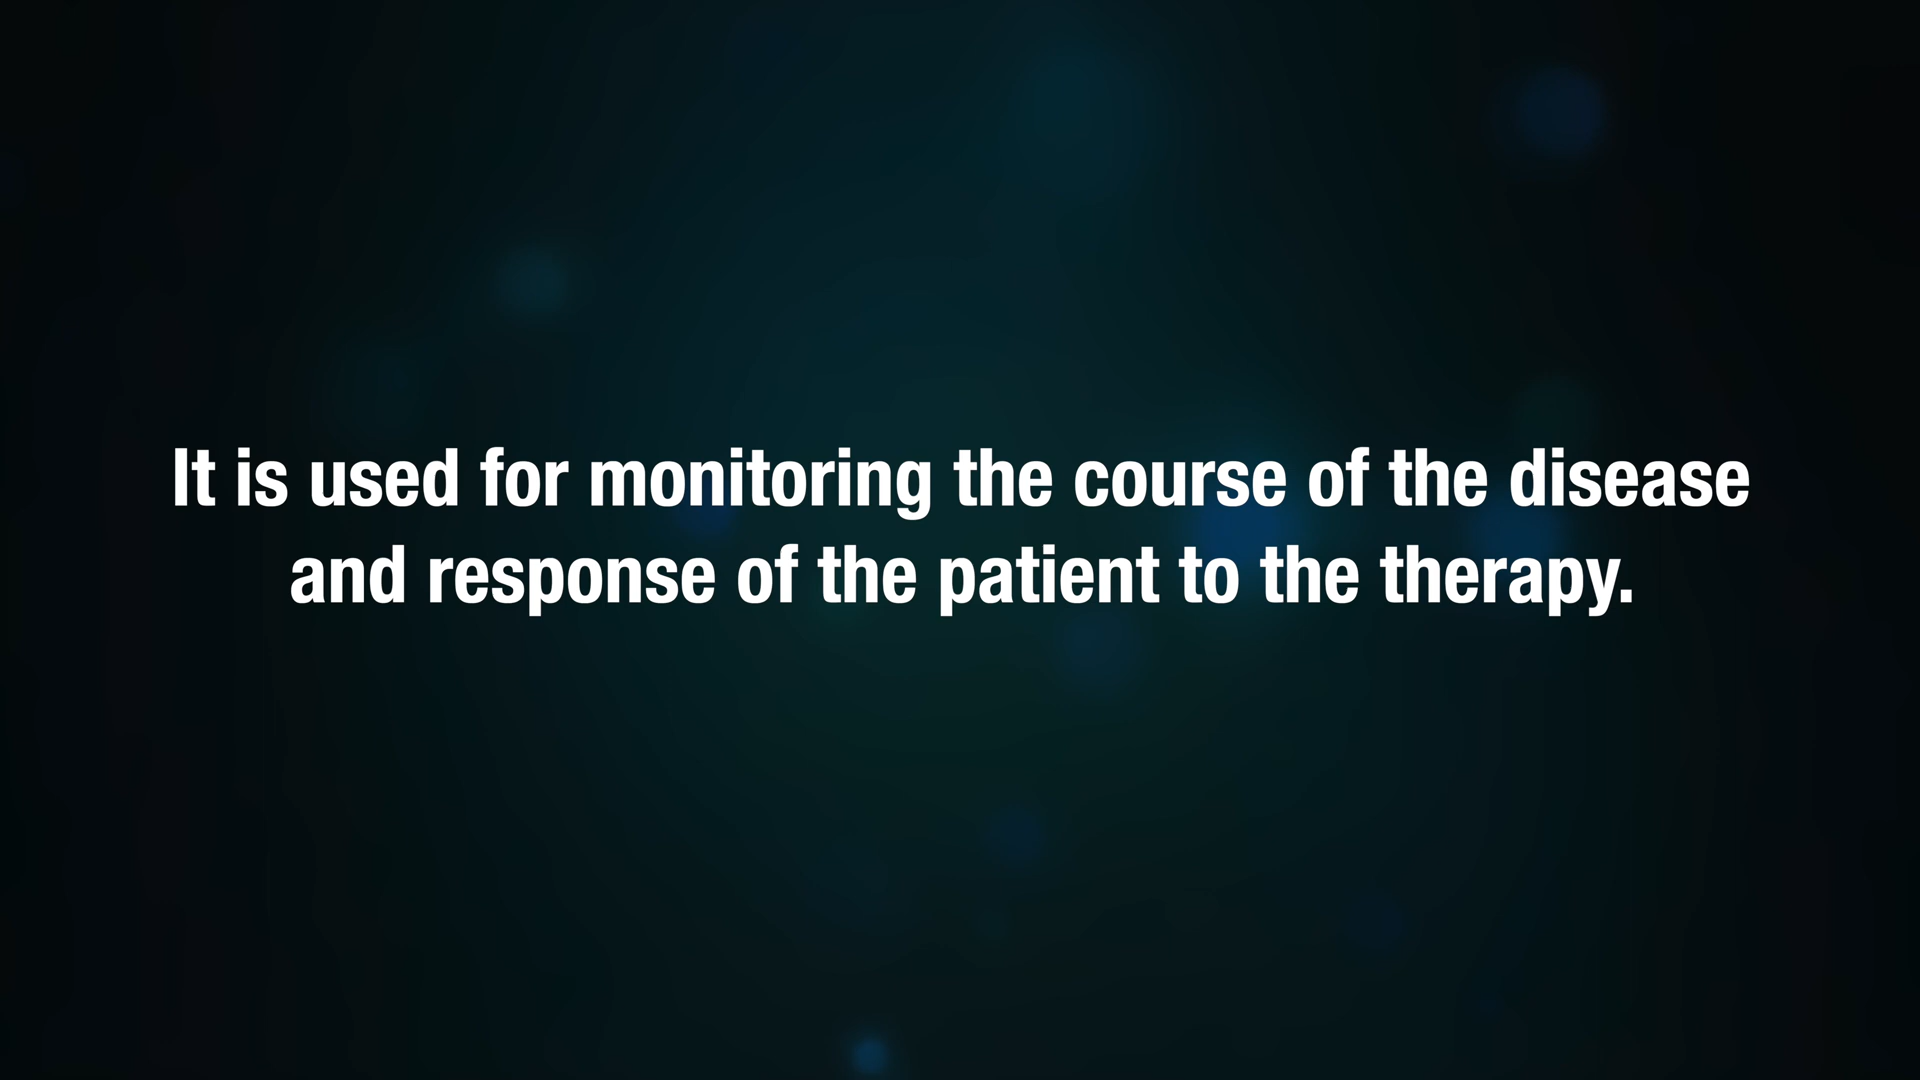 It is used for monitoring the course of the disease
and response of the patient to the therapy.